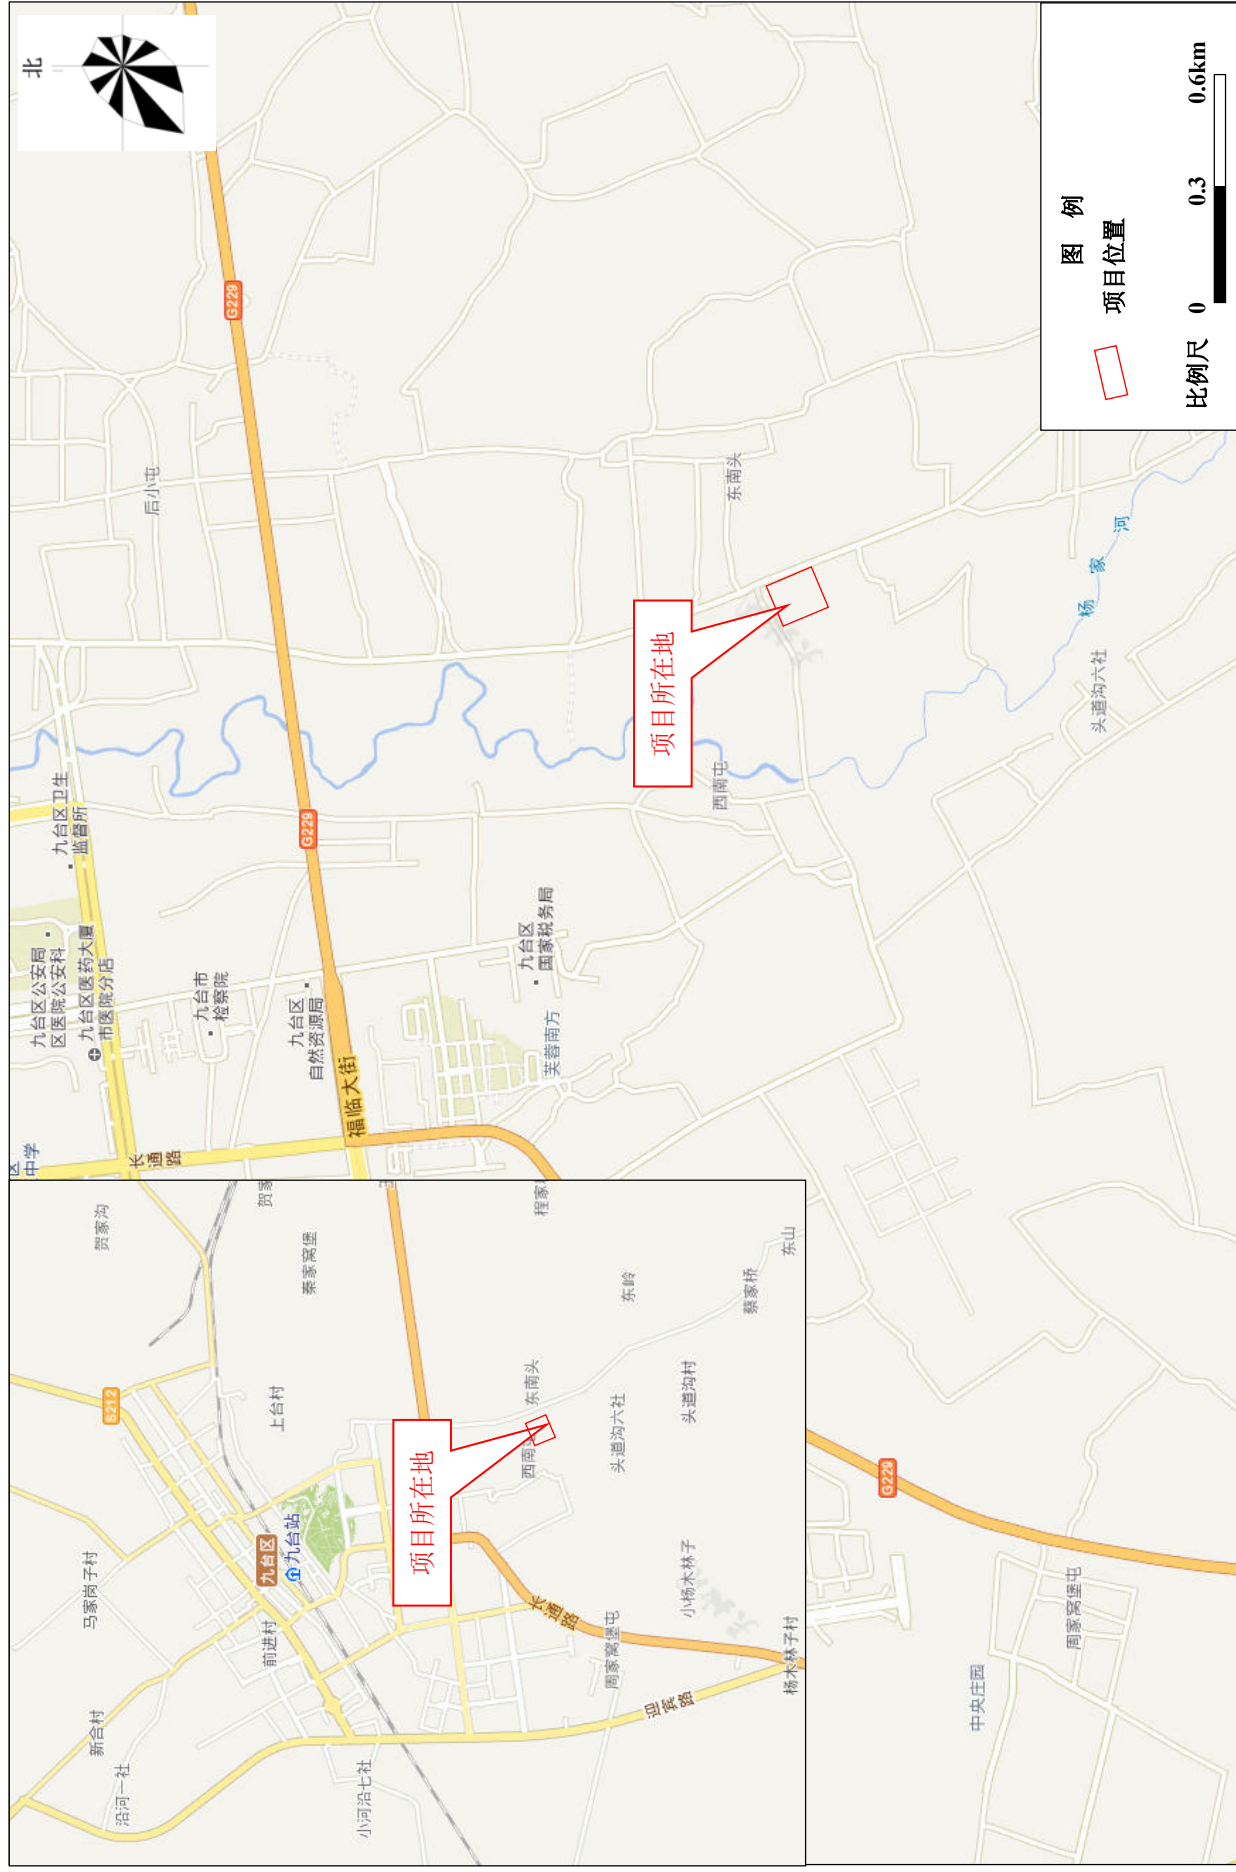 北
G229
后小屯
九台区卫生
监督所
九台区公安局
区医院公安科
九台区医药大厦
市医院分店
九台市
检察院
九台区
自然资源局
G229
福临大街
长通路
区
中学
九台区
国家税务局
芙蓉南方
项目所在地
东南头
西南屯
头道沟六社
杨家河
G229
周家窝堡屯
中央庄园
贺家沟
贺家
秦家窝堡
东岭
蔡家桥
东山
S212
上台村
东南头
西南屯
头道沟六社
头道沟村
项目所在地
九台区
九台站
马家岗子村
前进村
新合村
沿河一社
小河沿七社
长通路
周家窝堡屯
小杨木林子
杨木林子村
迎宾路
图 例
项目位置
比例尺
0 0.3 0.6km